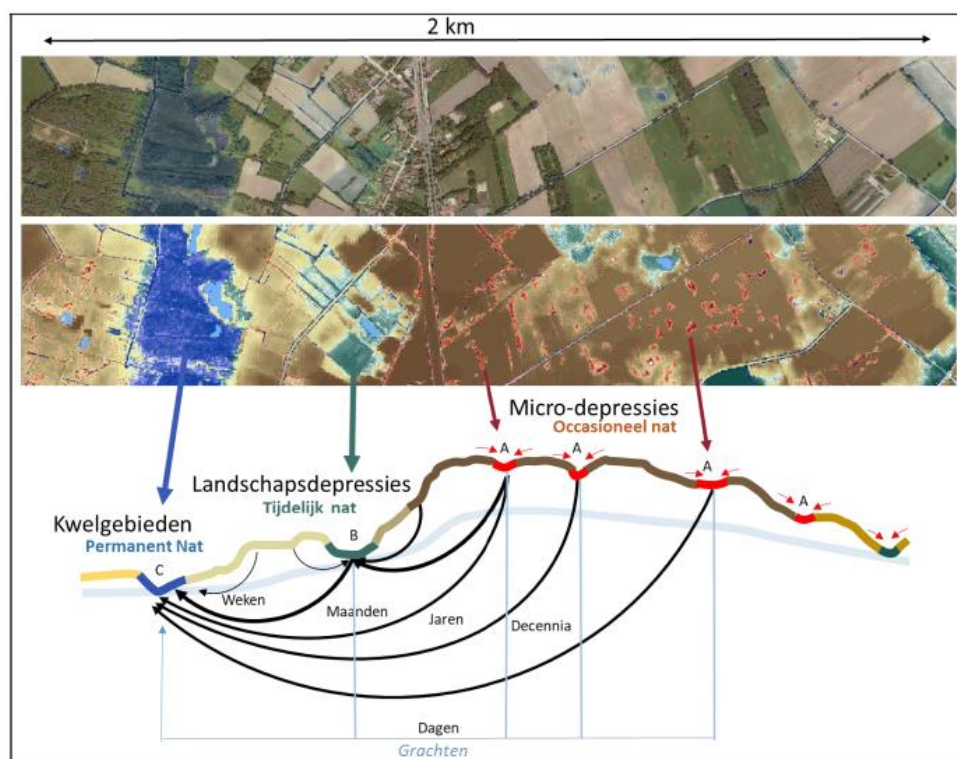 2 km
Micro-depressies
Occasioneel nat
A
A
A
A
Landschapsdepressies
Tijdelijk nat
B
Kwelgebieden
Permanent Nat
C
Weken
Maanden
Jaren
Decennia
Dagen
Grachten